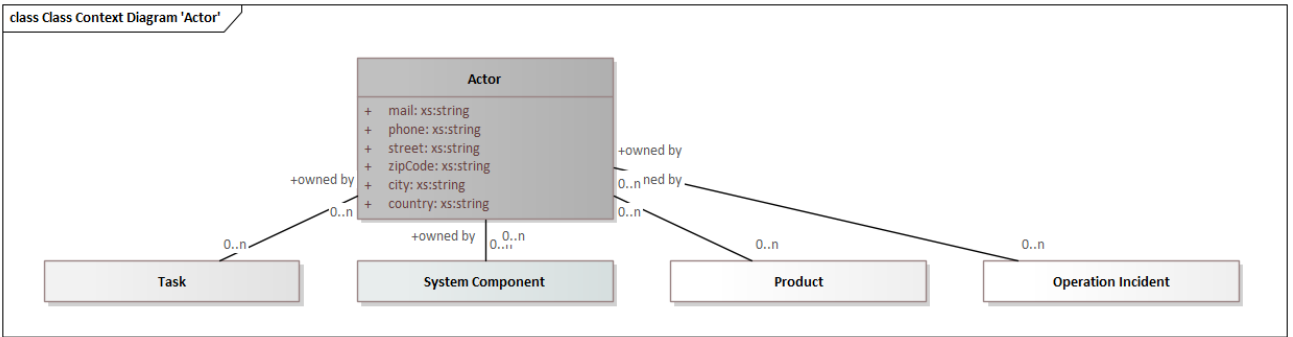 class Class Context Diagram 'Actor'
Actor
+ mail: xs:string
+ phone: xs:string
+ street: xs:string
+ zipCode: xs:string
+ city: xs:string
+ country: xs:string
+owned by
0..n
0..n
+owned by
0..n
+owned by
0..n
ned by
0..n
0..n
0..n
Task
System Component
Product
Operation Incident